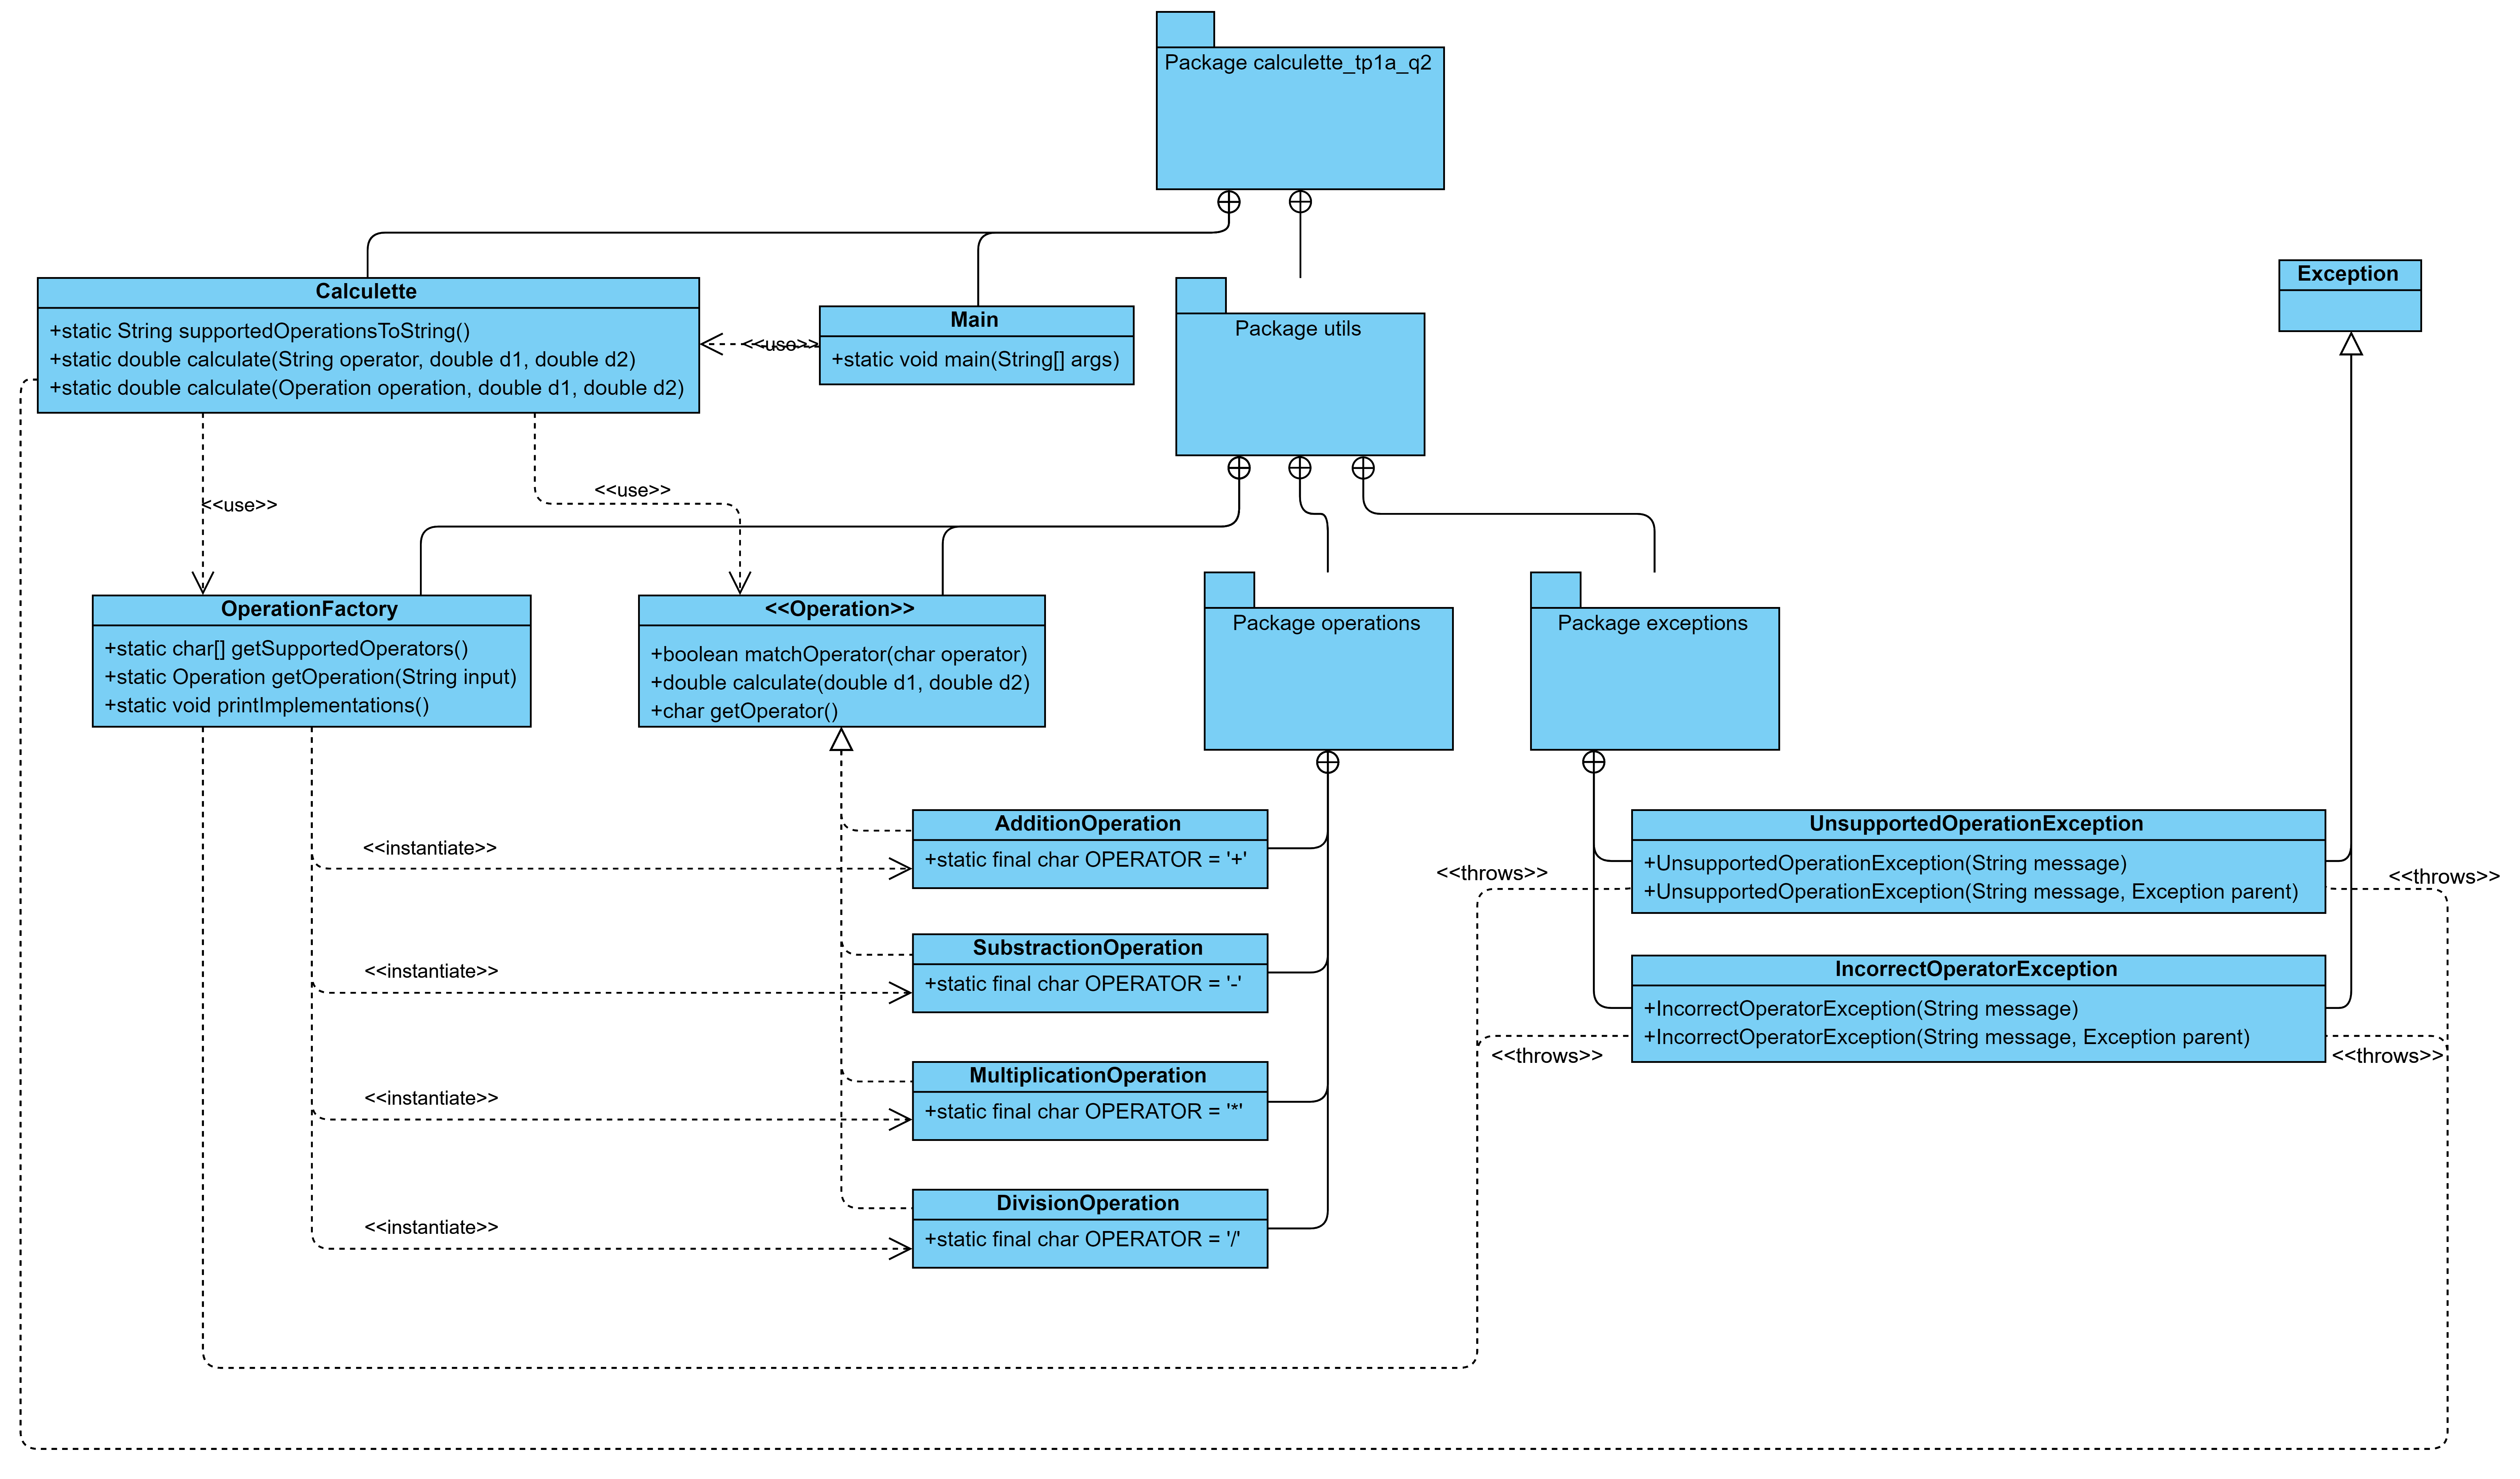 Package calculette_tp1a_q2
Calculette
+static String supportedOperationsToString()
+static double calculate(String operator, double d1, double d2)
+static double calculate(Operation operation, double d1, double d2)
<<use>>
Main
+static void main(String[] args)
Package utils
Exception
<<use>>
<<use>>
OperationFactory
+static char[] getSupportedOperators()
+static Operation getOperation(String input)
+static void printImplementations()
<<Operation>>
+boolean matchOperator(char operator)
+double calculate(double d1, double d2)
+char getOperator()
Package operations
Package exceptions
<<instantiate>>
AdditionOperation
+static final char OPERATOR = '+'
<<throws>>
UnsupportedOperationException
+UnsupportedOperationException(String message)
+UnsupportedOperationException(String message, Exception parent)
<<throws>>
<<instantiate>>
SubstractionOperation
+static final char OPERATOR = '-'
IncorrectOperatorException
+IncorrectOperatorException(String message)
+IncorrectOperatorException(String message, Exception parent)
<<throws>>
<<throws>>
<<instantiate>>
MultiplicationOperation
+static final char OPERATOR = '*'
<<instantiate>>
DivisionOperation
+static final char OPERATOR = '/'